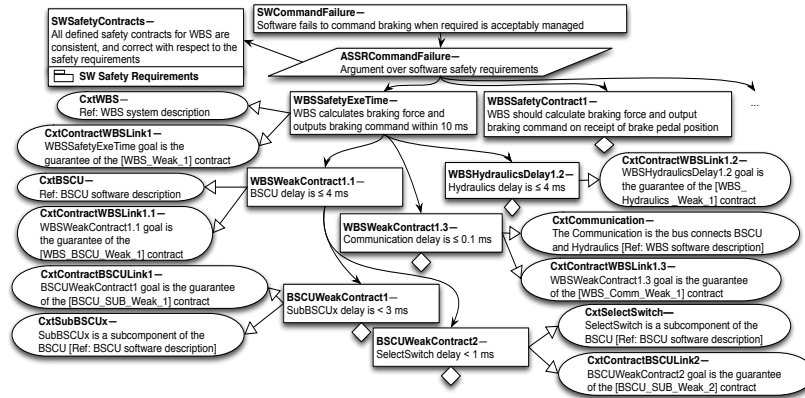 SWSafetyContracts—
All defined safety contracts for WBS are
consistent, and correct with respect to the
safety requirements
SW Safety Requirements
SWCommandFailure—
Software fails to command braking when required is acceptably managed
ASSRCommandFailure—
Argument over software safety requirements
CxtWBS—
Ref: WBS system description
WBSSafetyExeTime—
WBS calculates braking force and
outputs braking command within 10 ms
WBSSafetyContract1—
WBS should calculate braking force and output
braking command on receipt of brake pedal position
...
CxtContractWBSLink1—
WBSSafetyExeTime goal is the
guarantee of the [WBS_Weak_1] contract
CxtBSCU—
Ref: BSCU software description
WBSWeakContract1.1—
BSCU delay is ≤ 4 ms
WBSHydraulicsDelay1.2—
Hydraulics delay is ≤ 4 ms
CxtContractWBSLink1.2—
WBSHydraulicsDelay1.2 goal is
the guarantee of the [WBS_
Hydraulics _Weak_1] contract
CxtContractWBSLink1.1—
WBSWeakContract1.1 goal is
the guarantee of the
[WBS_BSCU_Weak_1] contract
WBSWeakContract1.3—
Communication delay is ≤ 0.1 ms
CxtCommunication—
The Communication is the bus connects BSCU
and Hydraulics [Ref: WBS software description]
CxtContractWBSLink1.3—
WBSWeakContract1.3 goal is the guarantee
of the [WBS_Comm_Weak_1] contract
CxtContractBSCULink1—
BSCUWeakContract1 goal is the guarantee
of the [BSCU_SUB_Weak_1] contract
BSCUWeakContract1—
SubBSCUx delay is < 3 ms
CxtSubBSCUx—
SubBSCUx is a subcomponent of the
BSCU [Ref: BSCU software description]
BSCUWeakContract2—
SelectSwitch delay < 1 ms
CxtSelectSwitch—
SelectSwitch is a subcomponent of the
BSCU [Ref: BSCU software description]
CxtContractBSCULink2—
BSCUWeakContract2 goal is the guarantee
of the [BSCU_SUB_Weak_2] contract